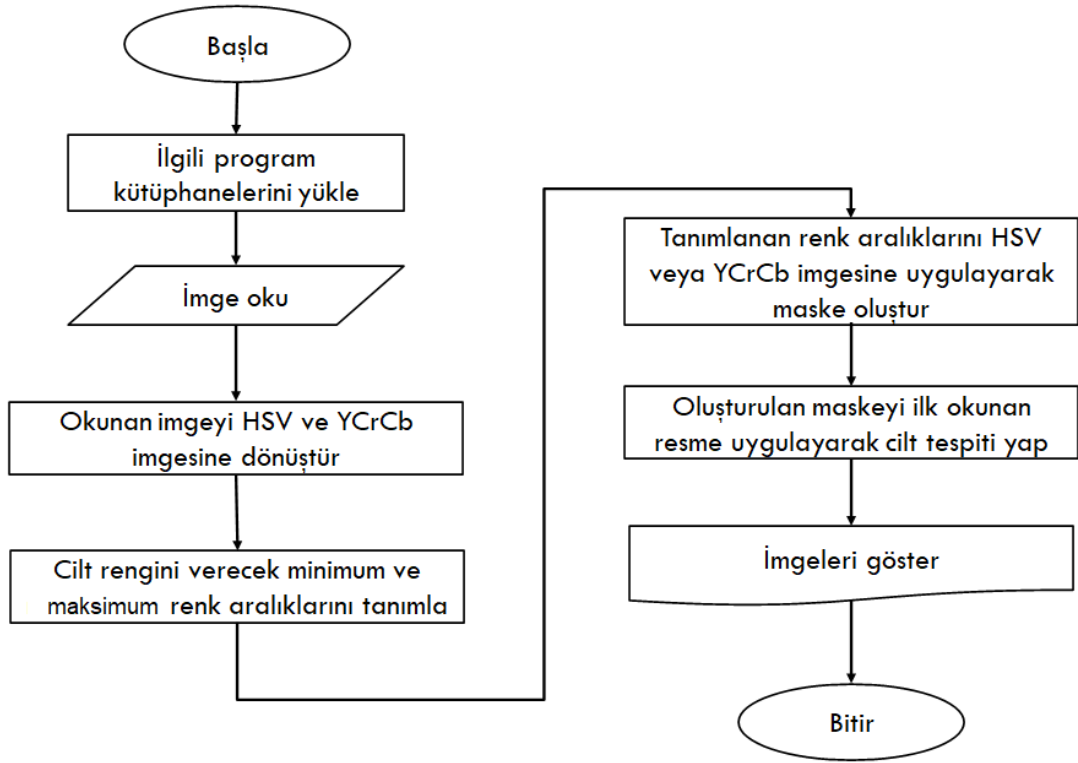 Başla
İlgili program
kütüphanelerini yükle
İmge oku
Okunan imgeyi HSV ve YCrCb
imgesine dönüştür
Cilt rengini verecek minimum ve
maksimum renk aralıklarını tanımla
Tanımlanan renk aralıklarını HSV
veya YCrCb imgesine uygulayarak
maske oluştur
Oluşturulan maskeyi ilk okunan
resme uygulayarak cilt tespiti yap
İmgeleri göster
Bitir